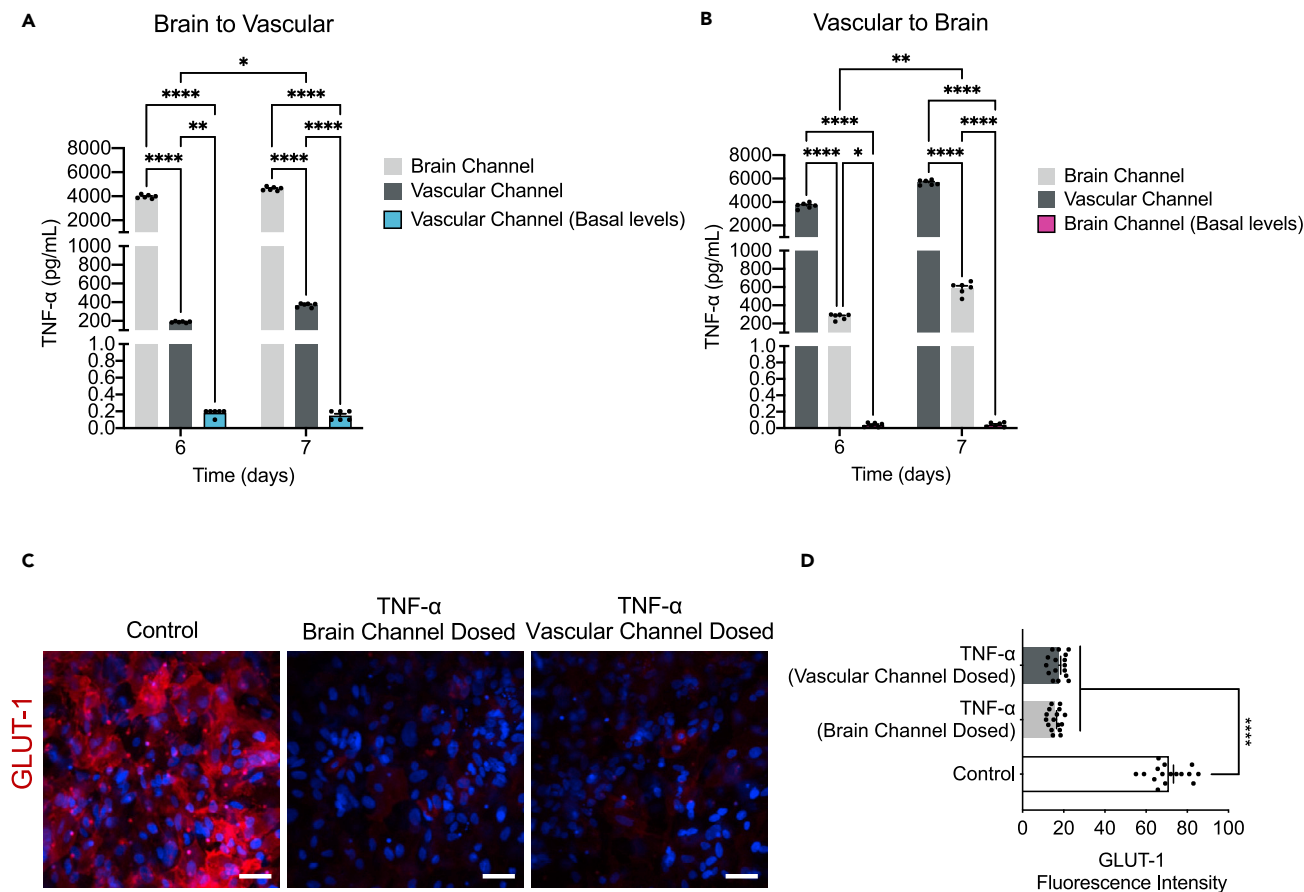 A
Brain to Vascular
*
****
****
**
****
****
****
8000
6000
4000
2000
1000
800
600
400
200
1.0
0.8
0.6
0.4
0.2
0.0
TNF-α (pg/mL)
6
7
Time (days)
Brain Channel
Vascular Channel
Vascular Channel (Basal levels)
B
Vascular to Brain
**
****
****
****
*
****
****
8000
6000
4000
2000
1000
800
600
400
200
1.0
0.8
0.6
0.4
0.2
0.0
TNF-α (pg/mL)
6
7
Time (days)
Brain Channel
Vascular Channel
Brain Channel (Basal levels)
C
Control
TNF-α
Brain Channel Dosed
TNF-α
Vascular Channel Dosed
GLUT-1
D
TNF-α
(Vascular Channel Dosed)
TNF-α
(Brain Channel Dosed)
Control
****
0
20
40
60
80
100
GLUT-1
Fluorescence Intensity